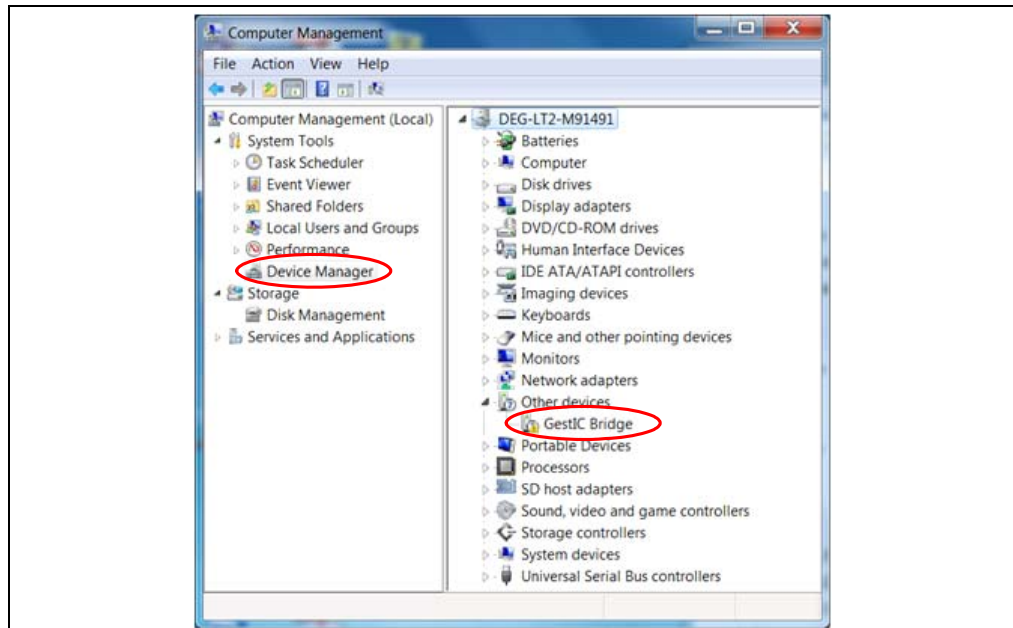 Computer Management
File Action View Help
Computer Management (Local)
System Tools
Task Scheduler
Event Viewer
Shared Folders
Local Users and Groups
Performance
Device Manager
Storage
Disk Management
Services and Applications
DEG-LT2-M91491
Batteries
Computer
Disk drives
Display adapters
DVD/CD-ROM drives
Human Interface Devices
IDE ATA/ATAPI controllers
Imaging devices
Keyboards
Mice and other pointing devices
Monitors
Network adapters
Other devices
GestIC Bridge
Portable Devices
Processors
SD host adapters
Sound, video and game controllers
Storage controllers
System devices
Universal Serial Bus controllers